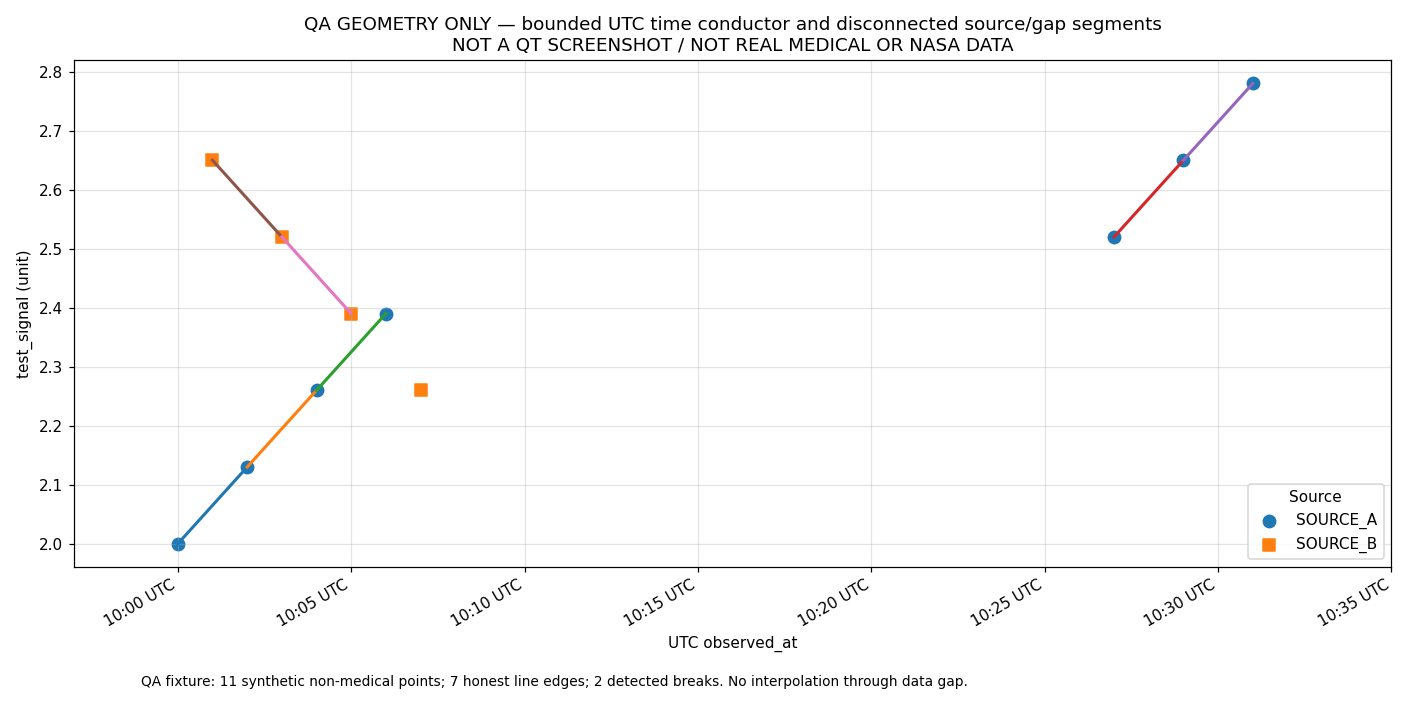 QA GEOMETRY ONLY — bounded UTC time conductor and disconnected source/gap segments
NOT A QT SCREENSHOT / NOT REAL MEDICAL OR NASA DATA
2.8
2.7
2.6
2.5
2.4
2.3
2.2
2.1
2.0
test_signal (unit)
Source
SOURCE_A
SOURCE_B
10:00 UTC
10:05 UTC
10:10 UTC
10:15 UTC
10:20 UTC
10:25 UTC
10:30 UTC
10:35 UTC
UTC observed_at
QA fixture: 11 synthetic non-medical points; 7 honest line edges; 2 detected breaks. No interpolation through data gap.